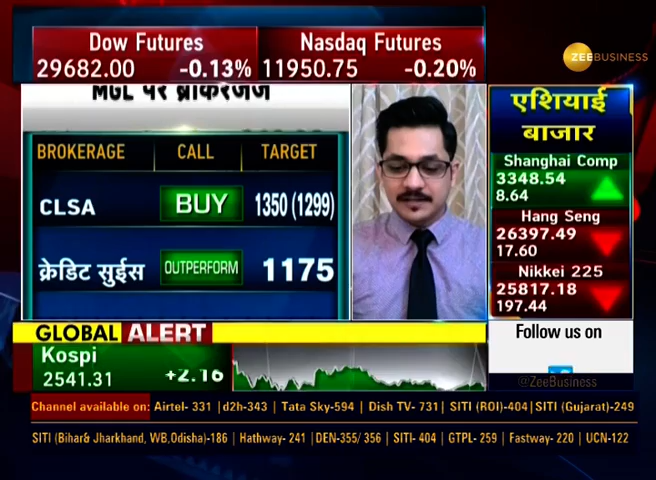 Dow Futures
29682.00 -0.13%
Nasdaq Futures
11950.75 -0.20%
ZEE BUSINESS
MGL पर ब्रोकरेज
BROKERAGE CALL TARGET
CLSA BUY 1350 (1299)
क्रेडिट सुईस OUTPERFORM 1175
एशियाई
बाजार
Shanghai Comp
3348.54
8.64
Hang Seng
26397.49
17.60
Nikkei 225
25817.18
197.44
GLOBAL ALERT
Kospi
2541.31 +2.16
Follow us on
@ZeeBusiness
Channel available on: Airtel- 331 | d2h-343 | Tata Sky-594 | Dish TV- 731 | SITI (ROI)-404 | SITI (Gujarat)-249
SITI (Bihar& Jharkhand, WB,Odisha)-186 | Hathway- 241 | DEN-355/ 356 | SITI- 404 | GTPL- 259 | Fastway- 220 | UCN-122